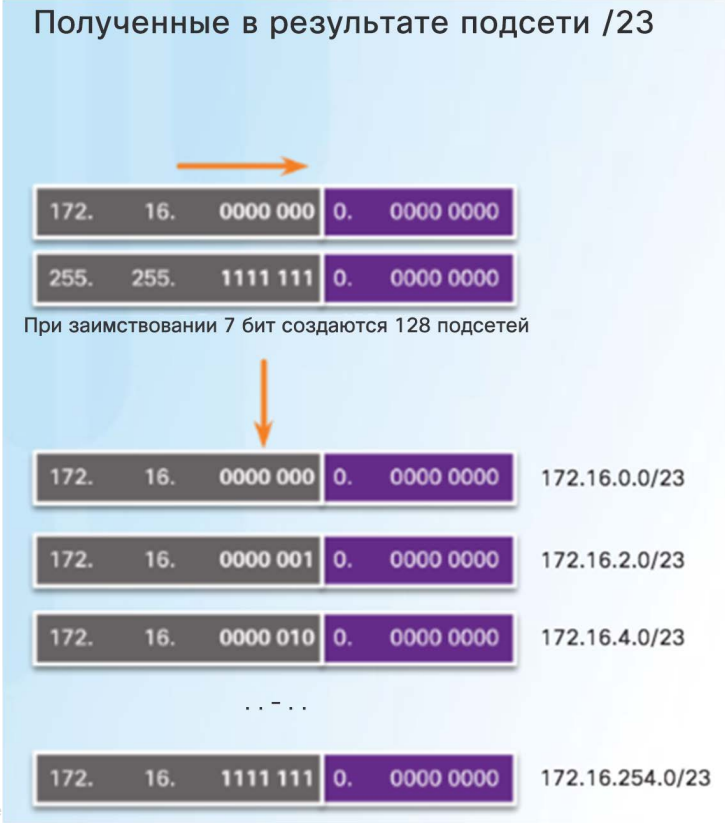 Полученные в результате подсети /23
172. 16. 0000 000 0. 0000 0000
255. 255. 1111 111 0. 0000 0000
При заимствовании 7 бит создаются 128 подсетей
172. 16. 0000 000 0. 0000 0000 172.16.0.0/23
172. 16. 0000 001 0. 0000 0000 172.16.2.0/23
172. 16. 0000 010 0. 0000 0000 172.16.4.0/23
. . - . .
172. 16. 1111 111 0. 0000 0000 172.16.254.0/23